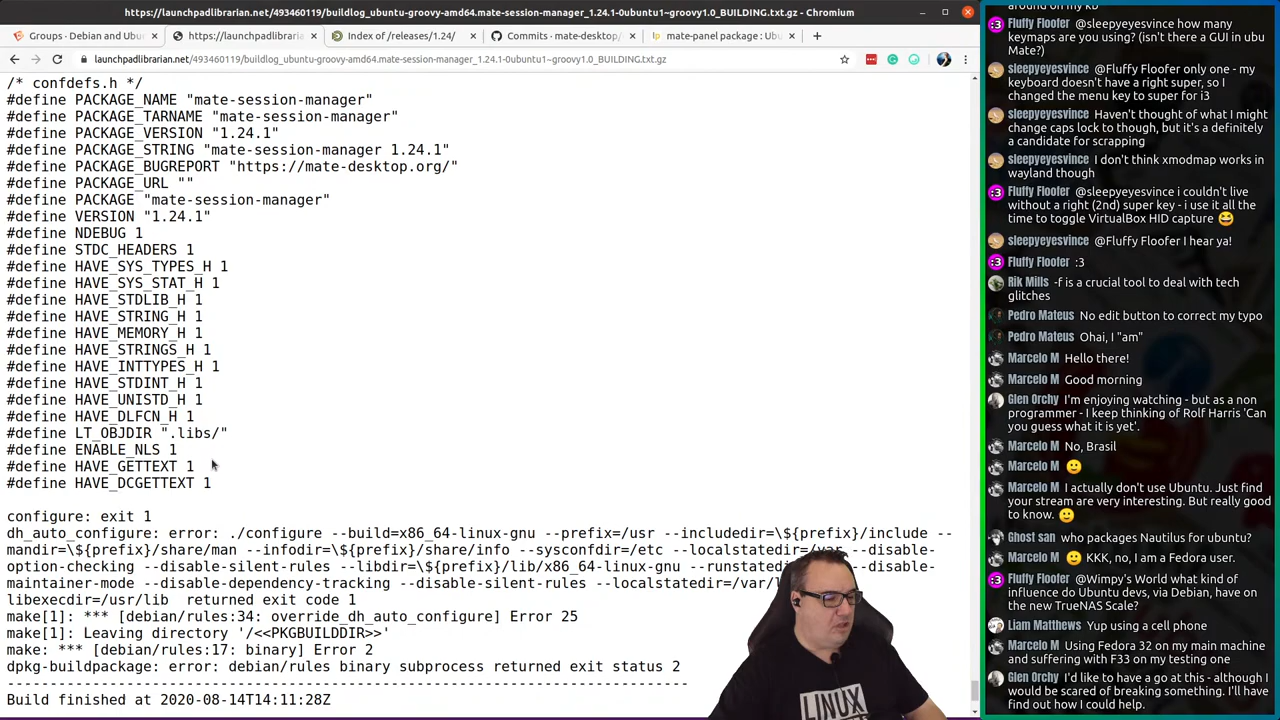 https://launchpadlibrarian.net/493460119/buildlog_ubuntu-groovy-amd64.mate-session-manager_1.24.1-0ubuntu1~groovy1.0_BUILDING.txt.gz - Chromium
Groups - Debian and Ubu
https://launchpadlibraria
Index of /releases/1.24/
Commits · mate-desktop/
mate-panel package : Ub
launchpadlibrarian.net/493460119/buildlog_ubuntu-groovy-amd64.mate-session-manager_1.24.1-0ubuntu1~groovy1.0_BUILDING.txt.gz
/* confdefs.h */
#define PACKAGE_NAME "mate-session-manager"
#define PACKAGE_TARNAME "mate-session-manager"
#define PACKAGE_VERSION "1.24.1"
#define PACKAGE_STRING "mate-session-manager 1.24.1"
#define PACKAGE_BUGREPORT "https://mate-desktop.org/"
#define PACKAGE_URL ""
#define PACKAGE "mate-session-manager"
#define VERSION "1.24.1"
#define NDEBUG 1
#define STDC_HEADERS 1
#define HAVE_SYS_TYPES_H 1
#define HAVE_SYS_STAT_H 1
#define HAVE_STDLIB_H 1
#define HAVE_STRING_H 1
#define HAVE_MEMORY_H 1
#define HAVE_STRINGS_H 1
#define HAVE_INTTYPES_H 1
#define HAVE_STDINT_H 1
#define HAVE_UNISTD_H 1
#define HAVE_DLFCN_H 1
#define LT_OBJDIR ".libs/"
#define ENABLE_NLS 1
#define HAVE_GETTEXT 1
#define HAVE_DCGETTEXT 1
configure: exit 1
dh_auto_configure: error: ./configure --build=x86_64-linux-gnu --prefix=/usr --includedir=\${prefix}/include --
mandir=\${prefix}/share/man --infodir=\${prefix}/share/info --sysconfdir=/etc --localstatedir=/var --disable-
option-checking --disable-silent-rules --libdir=\${prefix}/lib/x86_64-linux-gnu --runstatedir= --disable-
maintainer-mode --disable-dependency-tracking --disable-silent-rules --localstatedir=/var/
libexecdir=/usr/lib returned exit code 1
make[1]: *** [debian/rules:34: override_dh_auto_configure] Error 25
make[1]: Leaving directory '/<<PKGBUILDDIR>>'
make: *** [debian/rules:17: binary] Error 2
dpkg-buildpackage: error: debian/rules binary subprocess returned exit status 2
--------------------------------------------------------------------------------
Build finished at 2020-08-14T14:11:28Z
LINUX
around on my KB
Fluffy Floofer @sleepyeyesvince how many
keymaps are you using? (isn't there a GUI in ubu
Mate?)
sleepyeyesvince @Fluffy Floofer only one - my
keyboard doesn't have a right super, so I
changed the menu key to super for i3
sleepyeyesvince Haven't thought of what I might
change caps lock to though, but it's a definitely
a candidate for scrapping
sleepyeyesvince I don't think xmodmap works in
wayland though
Fluffy Floofer @sleepyeyesvince i couldn't live
without a right (2nd) super key - i use it all the
time to toggle VirtualBox HID capture 😆
sleepyeyesvince @Fluffy Floofer I hear ya!
Fluffy Floofer :3
Rik Mills -f is a crucial tool to deal with tech
glitches
Pedro Mateus No edit button to correct my typo
Pedro Mateus Ohai, I "am"
Marcelo M Hello there!
Marcelo M Good morning
Glen Orchy I'm enjoying watching - but as a non
programmer - I keep thinking of Rolf Harris 'Can
you guess what it is yet'.
Marcelo M No, Brasil
Marcelo M 🙂
Marcelo M I actually don't use Ubuntu. Just find
your stream are very interesting. But really good
to know. 🙂
Ghost san who packages Nautilus for ubuntu?
Marcelo M 🙂 KKK, no, I am a Fedora user.
Fluffy Floofer @Wimpy's World what kind of
influence do Ubuntu devs, via Debian, have on
the new TrueNAS Scale?
Liam Matthews Yup using a cell phone
Marcelo M Using Fedora 32 on my main machine
and suffering with F33 on my testing one
Glen Orchy I'd like to have a go at this - although I
would be scared of breaking something. I'll have
find out how I could help.